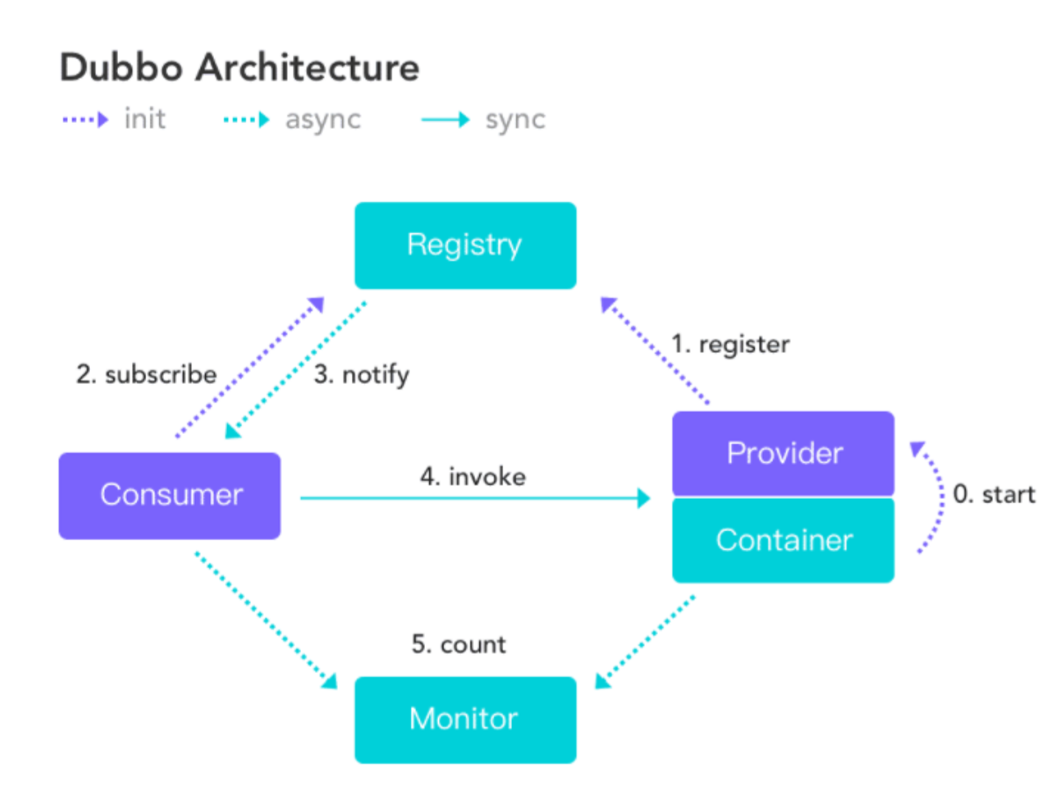 Dubbo Architecture
init async sync
Registry
1. register
2. subscribe 3. notify
Provider
4. invoke
Consumer
0. start
Container
5. count
Monitor